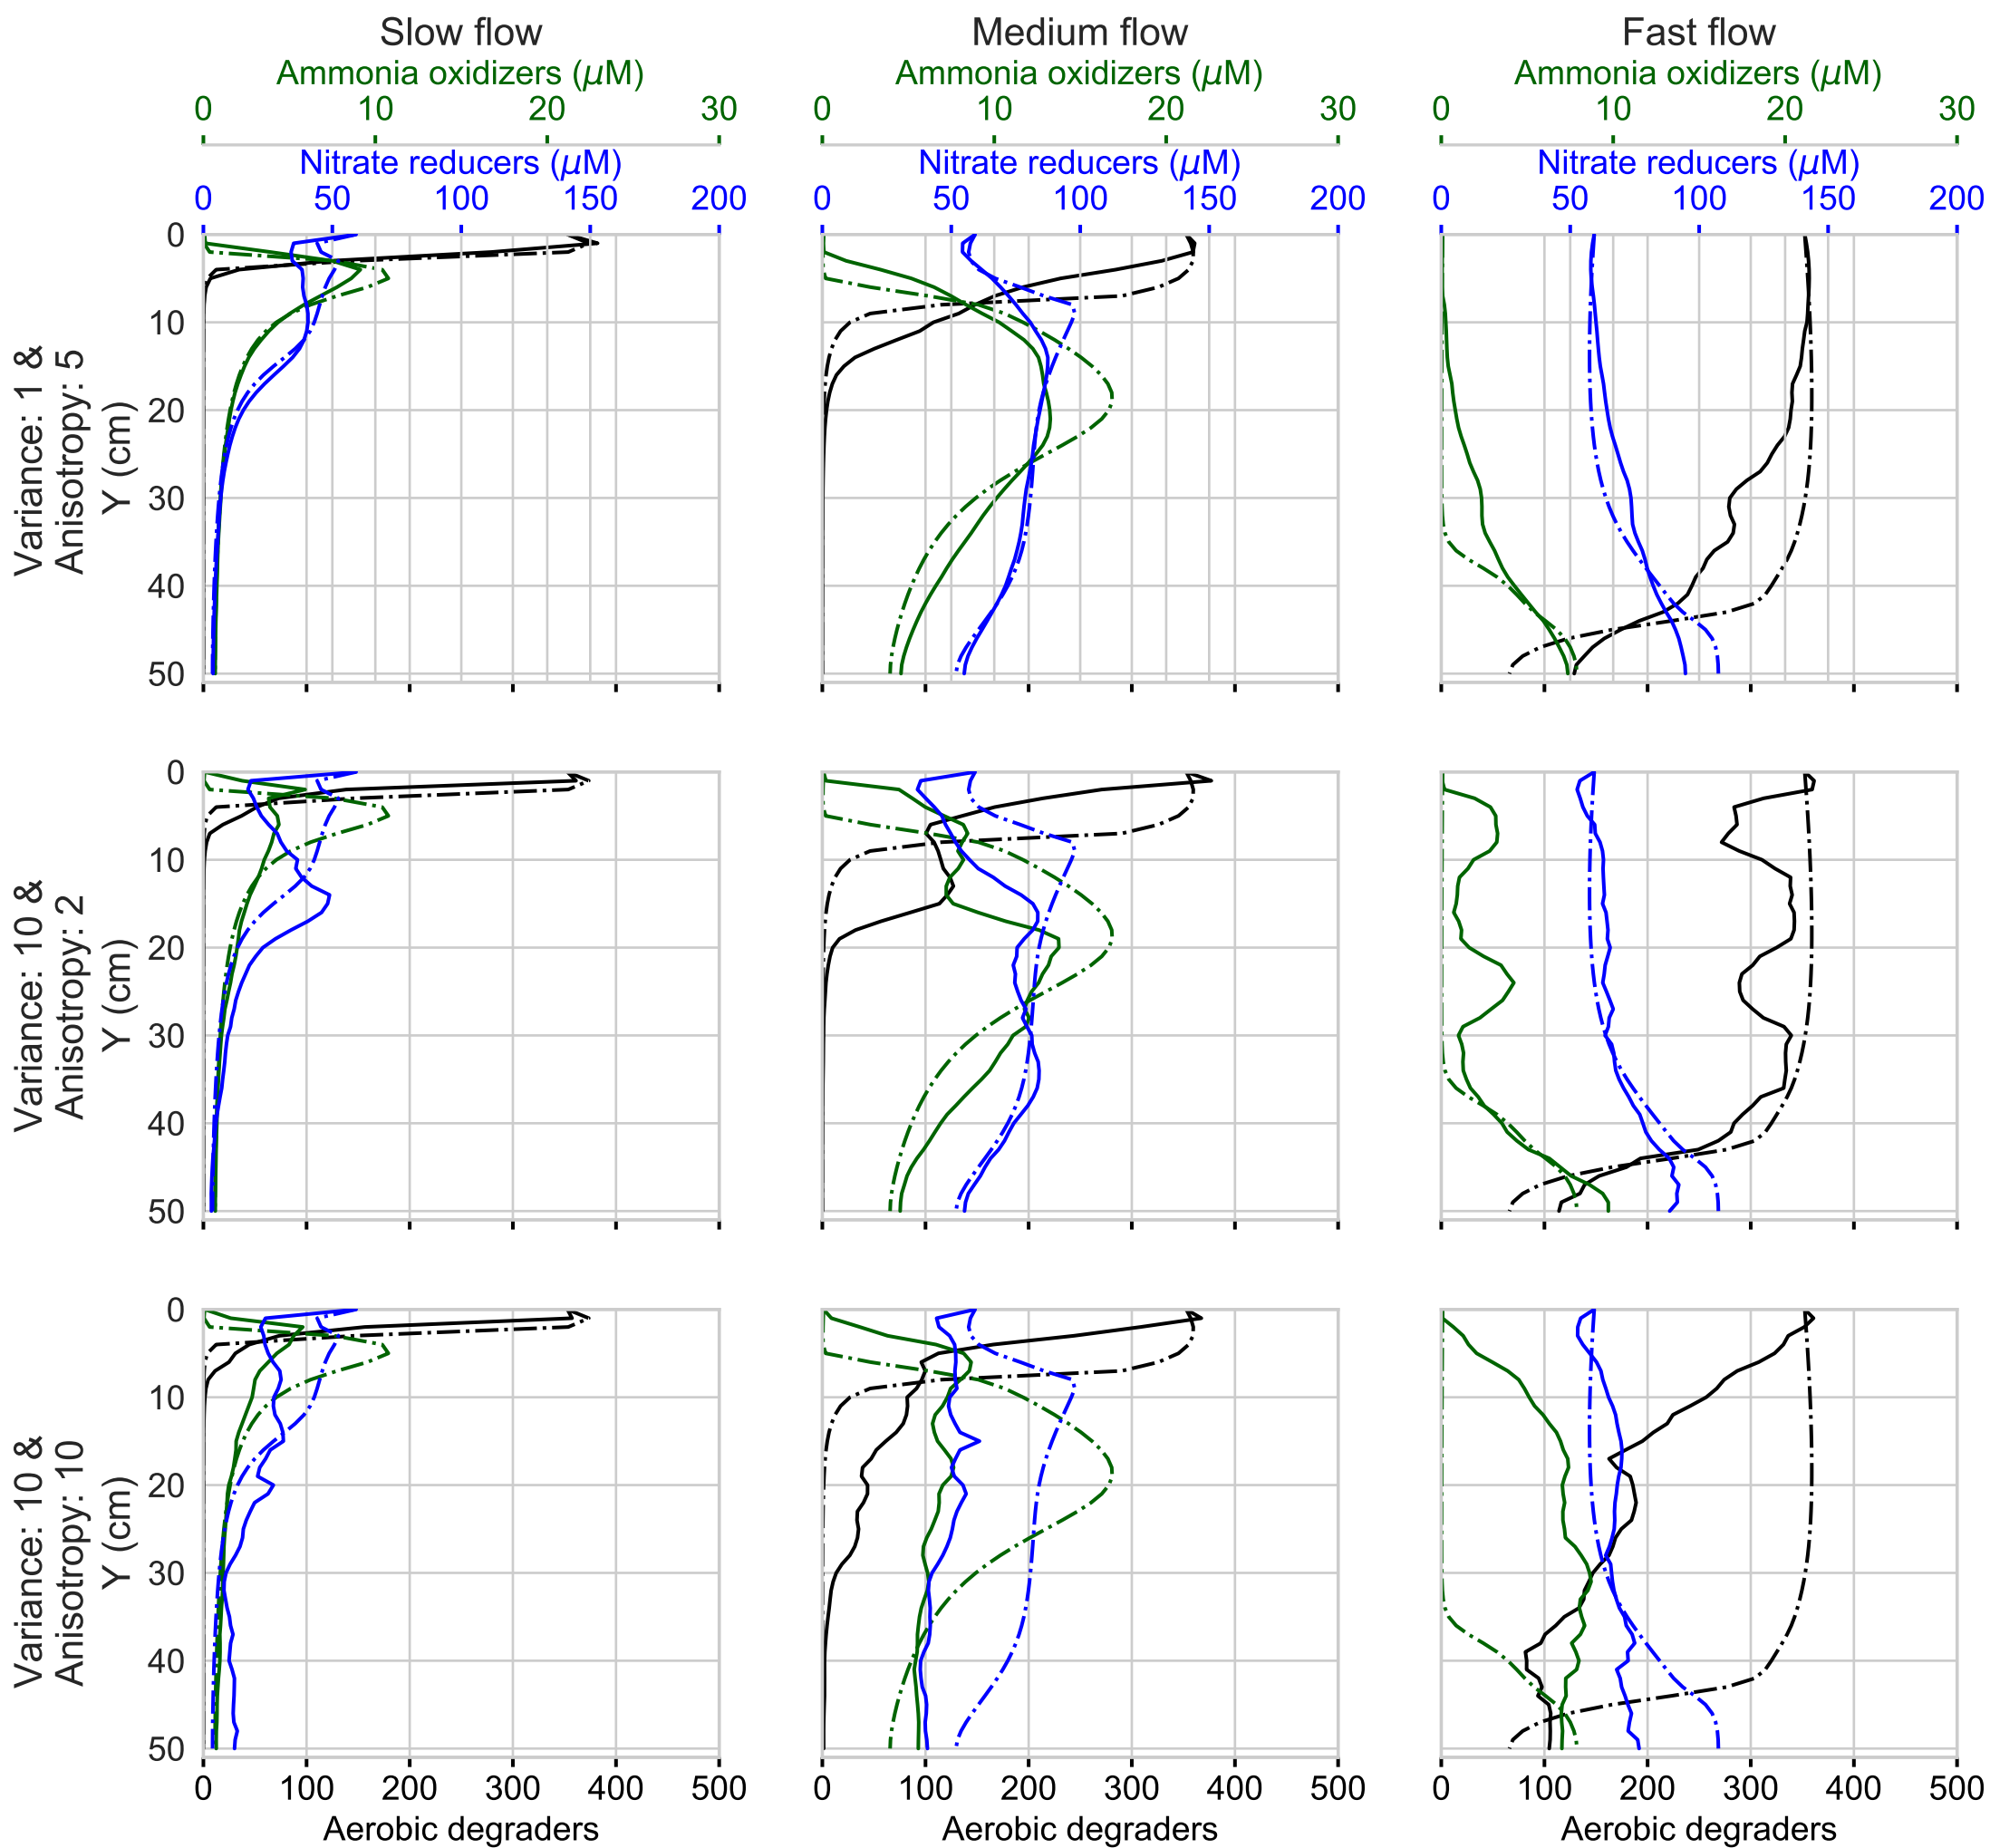 Slow flow Medium flow Fast flow
Ammonia oxidizers (μM) Ammonia oxidizers (μM) Ammonia oxidizers (μM)
0 10 20 30 0 10 20 30 0 10 20 30
Nitrate reducers (μM) Nitrate reducers (μM) Nitrate reducers (μM)
0 50 100 150 200 0 50 100 150 200 0 50 100 150 200
Variance: 1 &
Anisotropy: 5
Y (cm)
0
10
20
30
40
50
Variance: 10 &
Anisotropy: 2
Y (cm)
0
10
20
30
40
50
Variance: 10 &
Anisotropy: 10
Y (cm)
0
10
20
30
40
50
0 100 200 300 400 500 0 100 200 300 400 500 0 100 200 300 400 500
Aerobic degraders Aerobic degraders Aerobic degraders